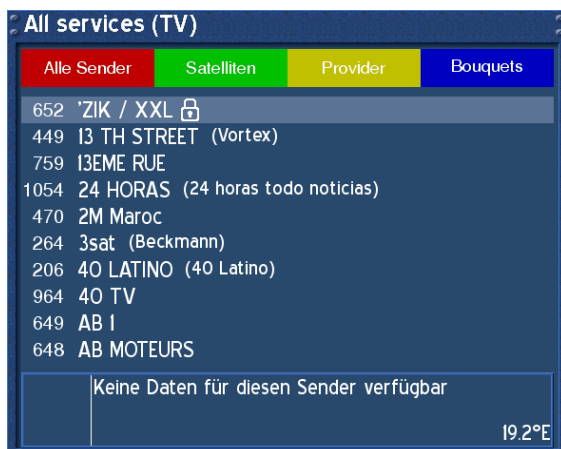 All services (TV)
Alle Sender Satelliten Provider Bouquets
652 'ZIK / XXL
449 13 TH STREET (Vortex)
759 13EME RUE
1054 24 HORAS (24 horas todo noticias)
470 2M Maroc
264 3sat (Beckmann)
206 40 LATINO (40 Latino)
964 40 TV
649 AB 1
648 AB MOTEURS
Keine Daten für diesen Sender verfügbar
19.2°E